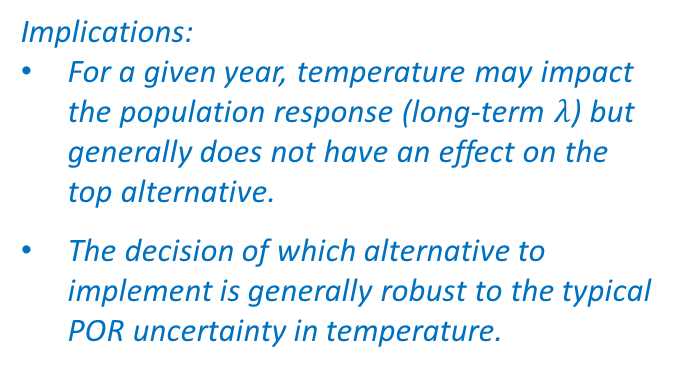 Implications:
• For a given year, temperature may impact
the population response (long-term λ) but
generally does not have an effect on the
top alternative.
• The decision of which alternative to
implement is generally robust to the typical
POR uncertainty in temperature.